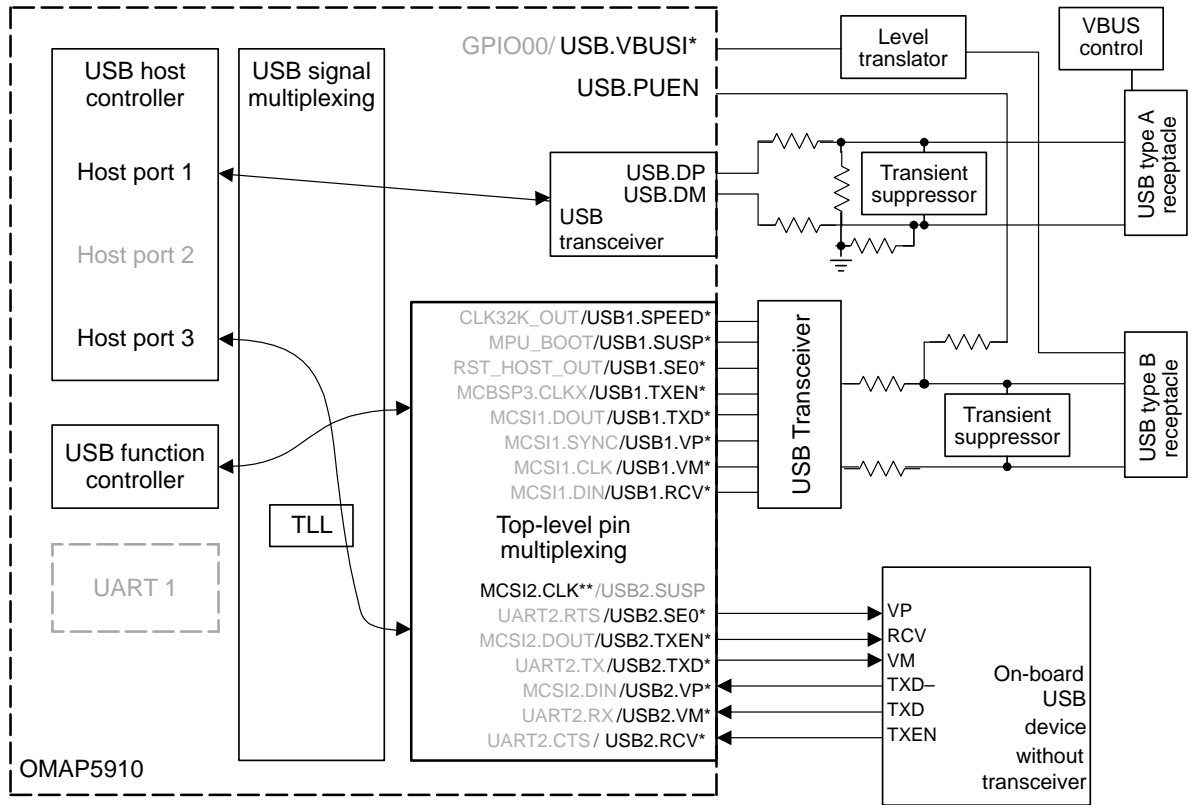 GPIO00/ USB.VBUSI*
USB.PUEN
Level
translator
VBUS
control
USB host
controller
Host port 1
Host port 2
Host port 3
USB signal
multiplexing
USB.DP
USB.DM
USB
transceiver
Transient
suppressor
USB type A
receptacle
USB function
controller
TLL
UART 1
CLK32K_OUT/USB1.SPEED*
MPU_BOOT/USB1.SUSP*
RST_HOST_OUT/USB1.SE0*
MCBSP3.CLKX/USB1.TXEN*
MCSI1.DOUT/USB1.TXD*
MCSI1.SYNC/USB1.VP*
MCSI1.CLK/USB1.VM*
MCSI1.DIN/USB1.RCV*
Top-level pin
multiplexing
MCSI2.CLK**/USB2.SUSP
UART2.RTS/USB2.SE0*
MCSI2.DOUT/USB2.TXEN*
UART2.TX/USB2.TXD*
MCSI2.DIN/USB2.VP*
UART2.RX/USB2.VM*
UART2.CTS/ USB2.RCV*
USB Transceiver
Transient
suppressor
USB type B
receptacle
VP
RCV
VM
TXD–
TXD
TXEN
On-board
USB
device
without
transceiver
OMAP5910